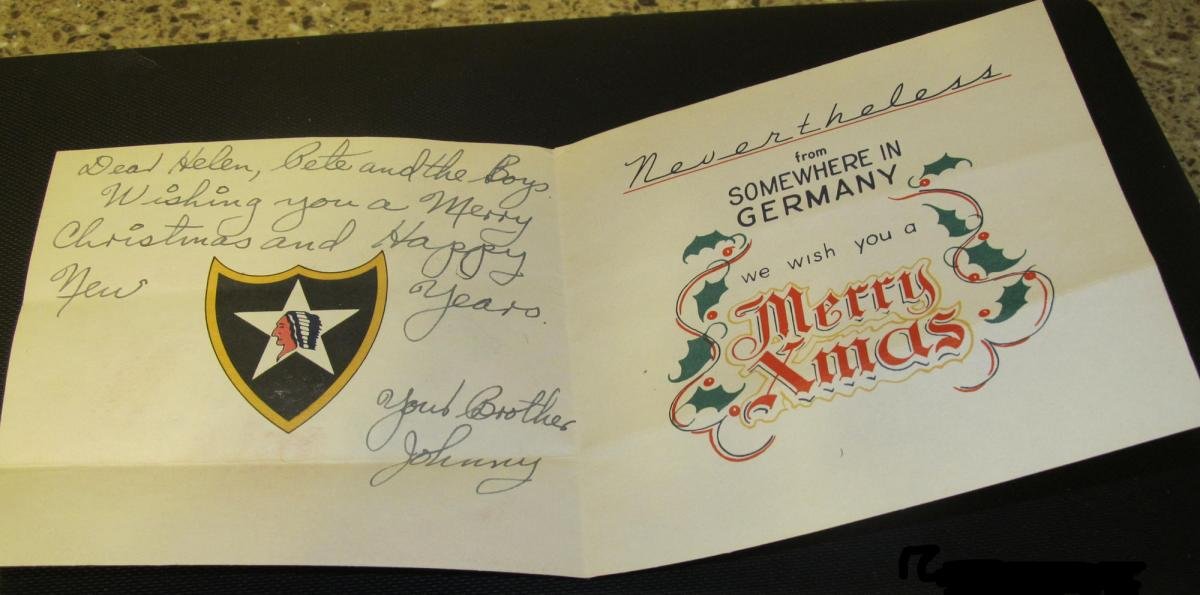 Dear Helen, Pete and the Boys
Wishing you a Merry
Christmas and Happy
New Years.
Your Brother
Johnny
Nevertheless
from
SOMEWHERE IN
GERMANY
we wish you a
Merry
Xmas